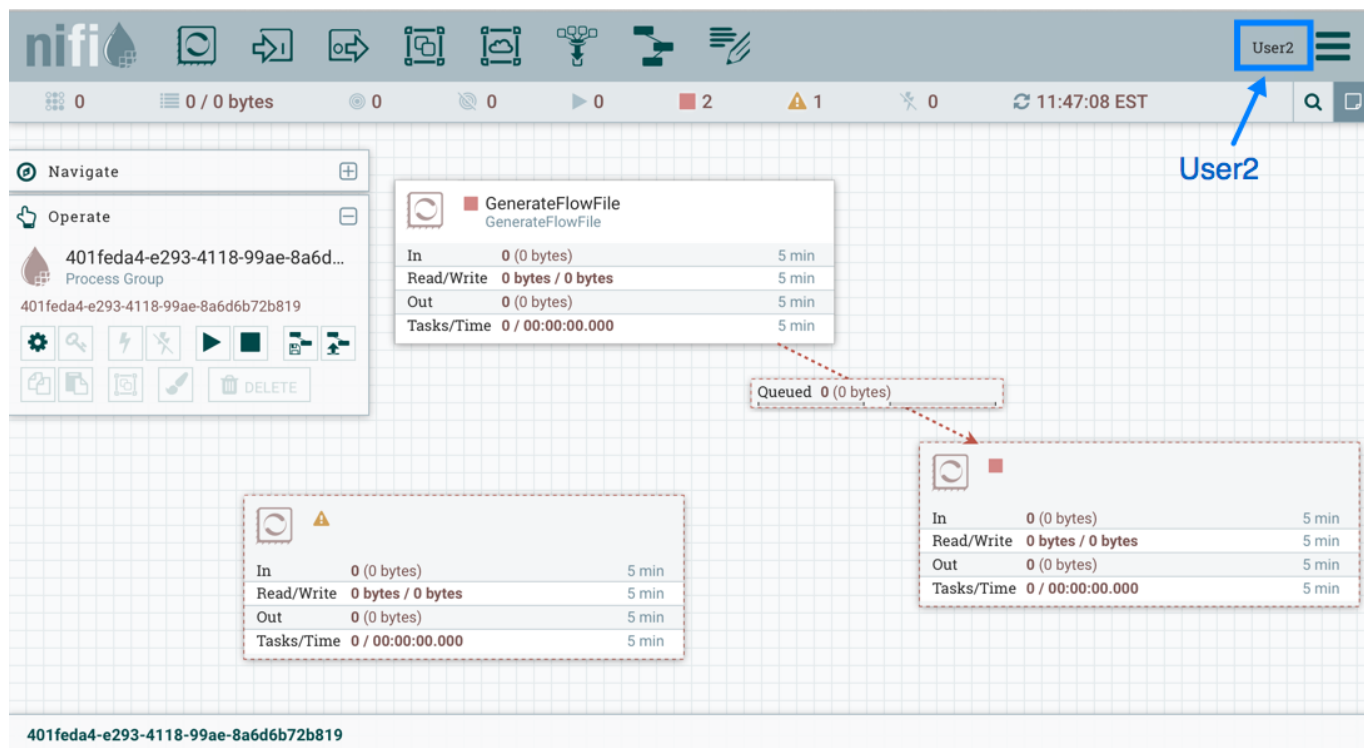 nifi
User2
0 0 / 0 bytes 0 0 0 2 1 0 11:47:08 EST
User2
Navigate
Operate
401feda4-e293-4118-99ae-8a6d...
Process Group
401feda4-e293-4118-99ae-8a6d6b72b819
DELETE
GenerateFlowFile
GenerateFlowFile
In 0 (0 bytes) 5 min
Read/Write 0 bytes / 0 bytes 5 min
Out 0 (0 bytes) 5 min
Tasks/Time 0 / 00:00:00.000 5 min
Queued 0 (0 bytes)
In 0 (0 bytes) 5 min
Read/Write 0 bytes / 0 bytes 5 min
Out 0 (0 bytes) 5 min
Tasks/Time 0 / 00:00:00.000 5 min
In 0 (0 bytes) 5 min
Read/Write 0 bytes / 0 bytes 5 min
Out 0 (0 bytes) 5 min
Tasks/Time 0 / 00:00:00.000 5 min
401feda4-e293-4118-99ae-8a6d6b72b819